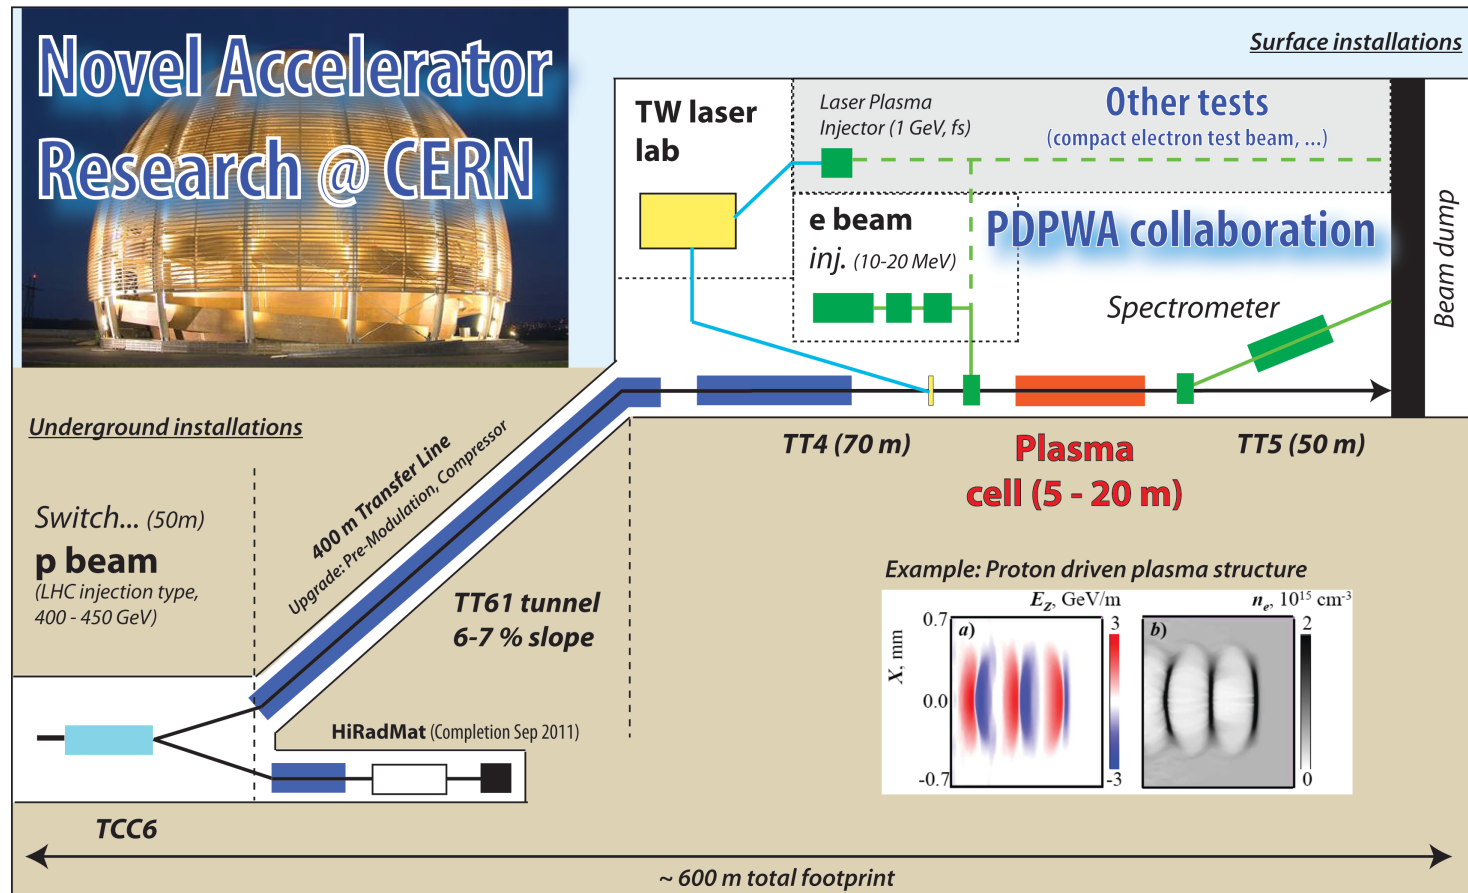 Novel Accelerator
Research @ CERN
Surface installations
TW laser
lab
Laser Plasma
Injector (1 GeV, fs)
Other tests
(compact electron test beam, ...)
e beam
inj. (10-20 MeV)
PDPWA collaboration
Spectrometer
Beam dump
Underground installations
400 m Transfer Line
Upgrade: Pre-Modulation, Compressor
TT4 (70 m)
Plasma
cell (5 - 20 m)
TT5 (50 m)
Switch... (50m)
p beam
(LHC injection type,
400 - 450 GeV)
TT61 tunnel
6-7 % slope
HiRadMat (Completion Sep 2011)
TCC6
Example: Proton driven plasma structure
E_z, GeV/m
n_e, 10^15 cm^-3
0.7
a)
3
b)
2
X, mm
0.0
-0.7
-3
0
~ 600 m total footprint